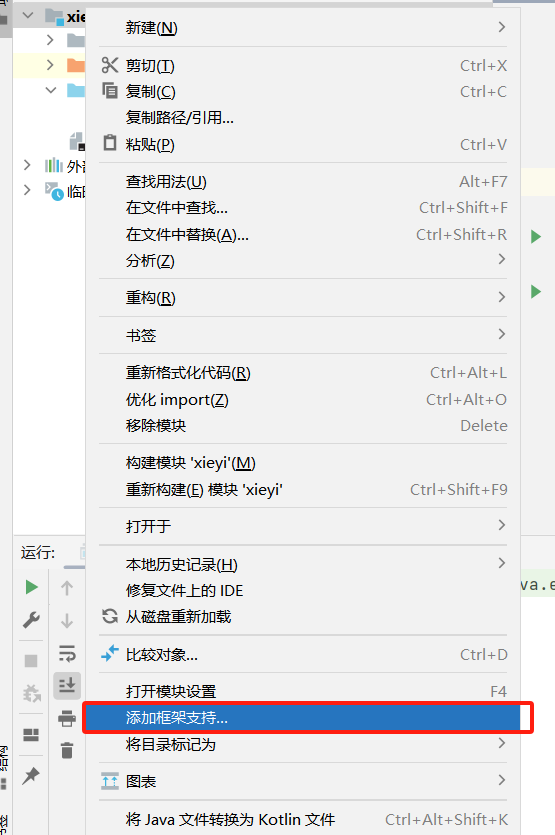 xie
新建(N)
剪切(T) Ctrl+X
复制(C) Ctrl+C
复制路径/引用...
粘贴(P) Ctrl+V
查找用法(U) Alt+F7
在文件中查找... Ctrl+Shift+F
在文件中替换(A)... Ctrl+Shift+R
分析(Z)
重构(R)
书签
重新格式化代码(R) Ctrl+Alt+L
优化 import(Z) Ctrl+Alt+O
移除模块 Delete
构建模块 'xieyi'(M)
重新构建(E) 模块 'xieyi' Ctrl+Shift+F9
打开于
本地历史记录(H)
修复文件上的 IDE
从磁盘重新加载
比较对象... Ctrl+D
打开模块设置 F4
添加框架支持...
将目录标记为
图表
将 Java 文件转换为 Kotlin 文件 Ctrl+Alt+Shift+K
外
临
运行:
va.e